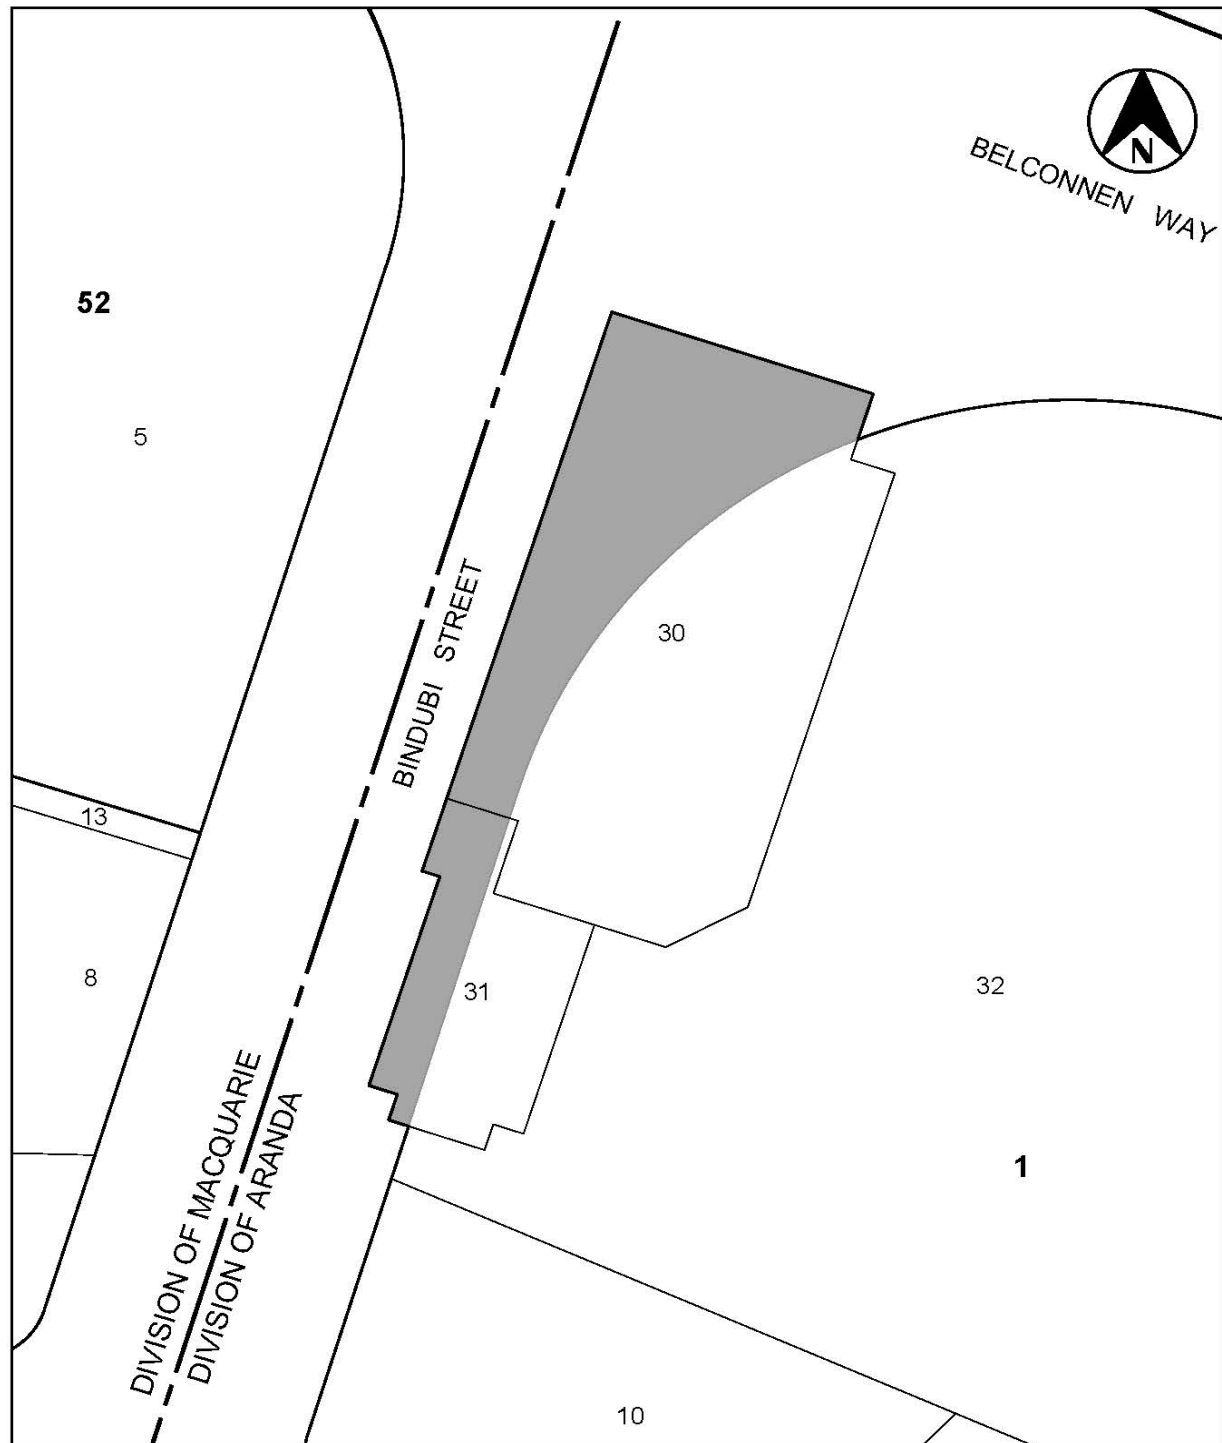 N
BELCONNEN WAY
52
5
BINDUBI STREET
30
13
8
31
32
DIVISION OF MACQUARIE
DIVISION OF ARANDA
1
10